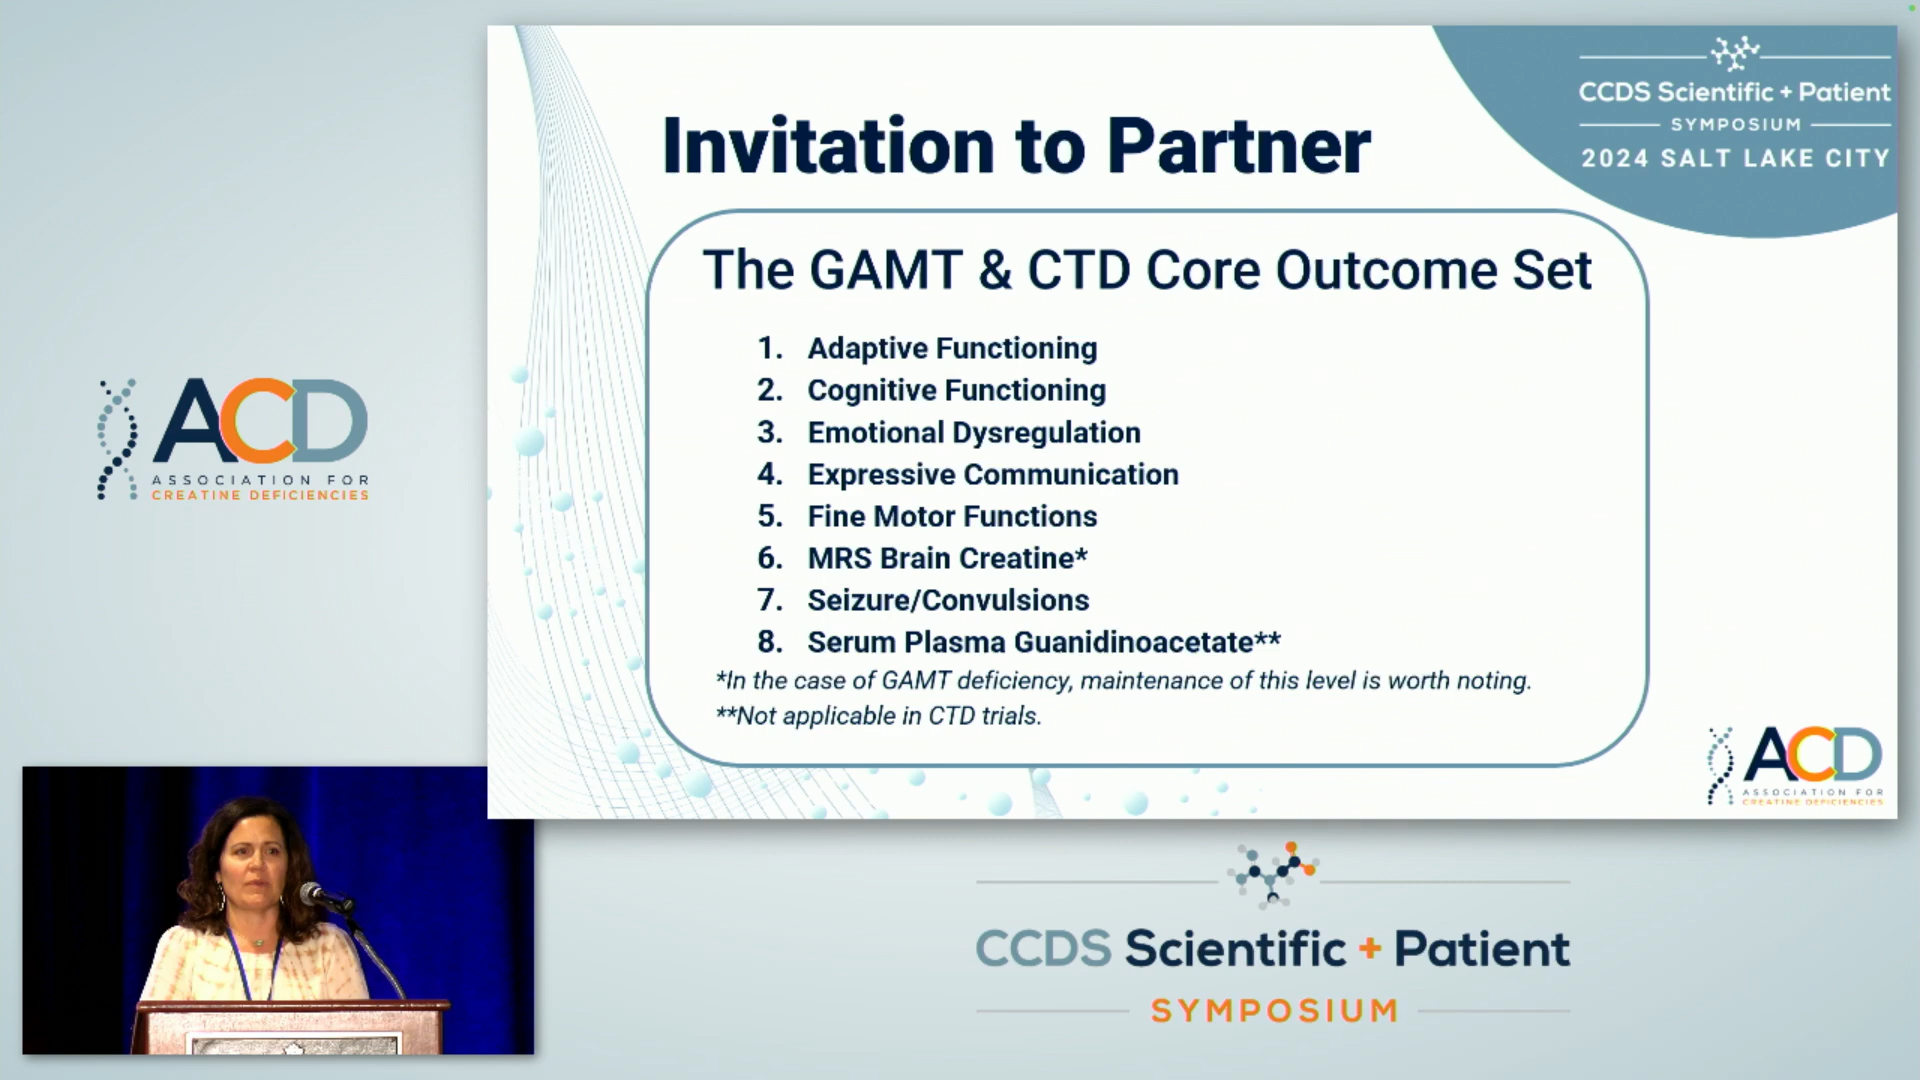 CCDS Scientific + Patient
SYMPOSIUM
2024 SALT LAKE CITY
Invitation to Partner
The GAMT & CTD Core Outcome Set
1. Adaptive Functioning
2. Cognitive Functioning
3. Emotional Dysregulation
4. Expressive Communication
5. Fine Motor Functions
6. MRS Brain Creatine*
7. Seizure/Convulsions
8. Serum Plasma Guanidinoacetate**
*In the case of GAMT deficiency, maintenance of this level is worth noting.
**Not applicable in CTD trials.
ACD
ASSOCIATION FOR
CREATINE DEFICIENCIES
ACD
ASSOCIATION FOR
CREATINE DEFICIENCIES
CCDS Scientific + Patient
SYMPOSIUM